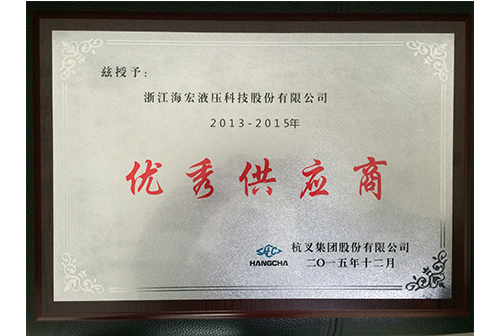 兹授予：
浙江海宏液压科技股份有限公司
2013-2015年
优秀供应商
HC
HANGCHA
杭叉集团股份有限公司
二〇一五年十二月